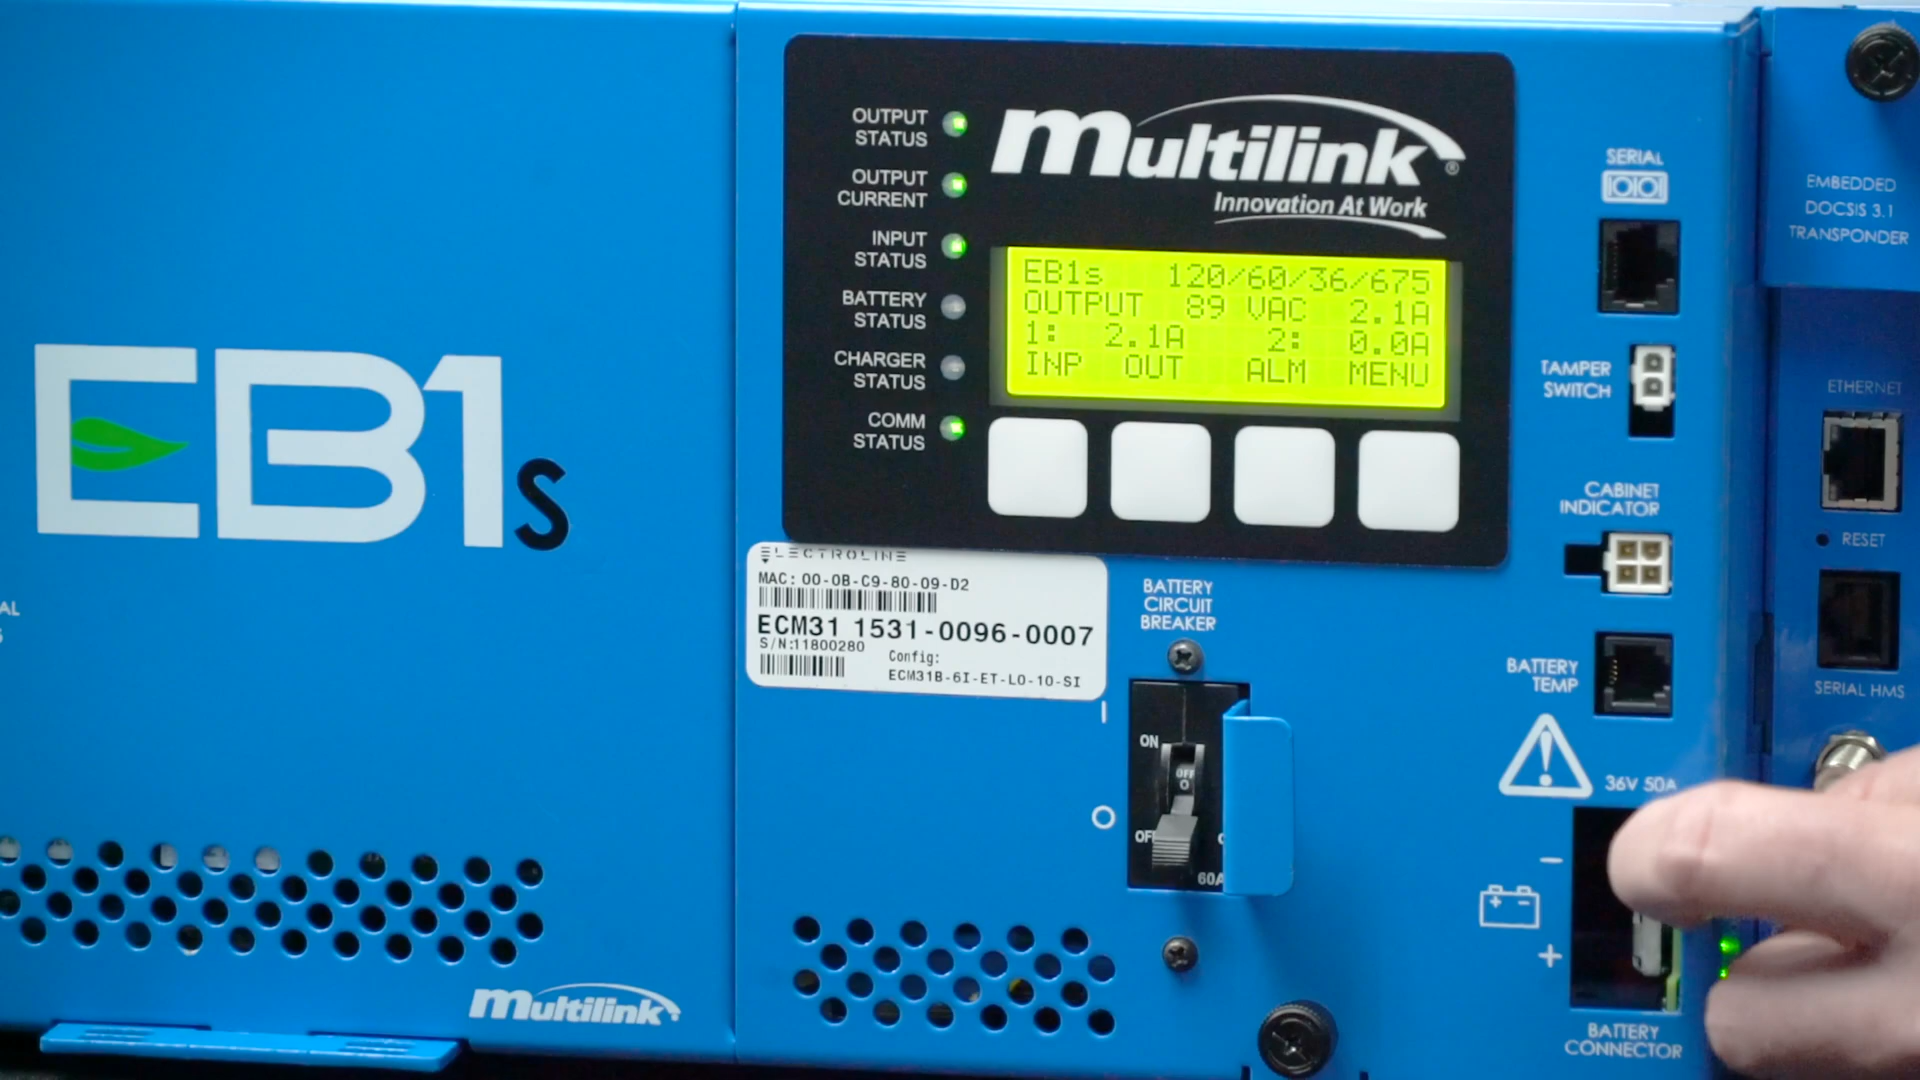 EB1s
multilink
OUTPUT
STATUS
OUTPUT
CURRENT
INPUT
STATUS
BATTERY
STATUS
CHARGER
STATUS
COMM
STATUS
multilink®
Innovation At Work
EB1s 120/60/36/675
OUTPUT 89 VAC 2.1A
1: 2.1A 2: 0.0A
INP OUT ALM MENU
ELECTROLINE
MAC: 00-0B-C9-80-09-D2
ECM31 1531-0096-0007
S/N:11800280
Config:
ECM31B-6I-ET-LO-10-SI
BATTERY
CIRCUIT
BREAKER
I
ON
OFF
O
O
OFF
60A
SERIAL
IOIOI
TAMPER
SWITCH
CABINET
INDICATOR
BATTERY
TEMP
!
36V 50A
−
+ −
+
BATTERY
CONNECTOR
EMBEDDED
DOCSIS 3.1
TRANSPONDER
ETHERNET
RESET
SERIAL HMS